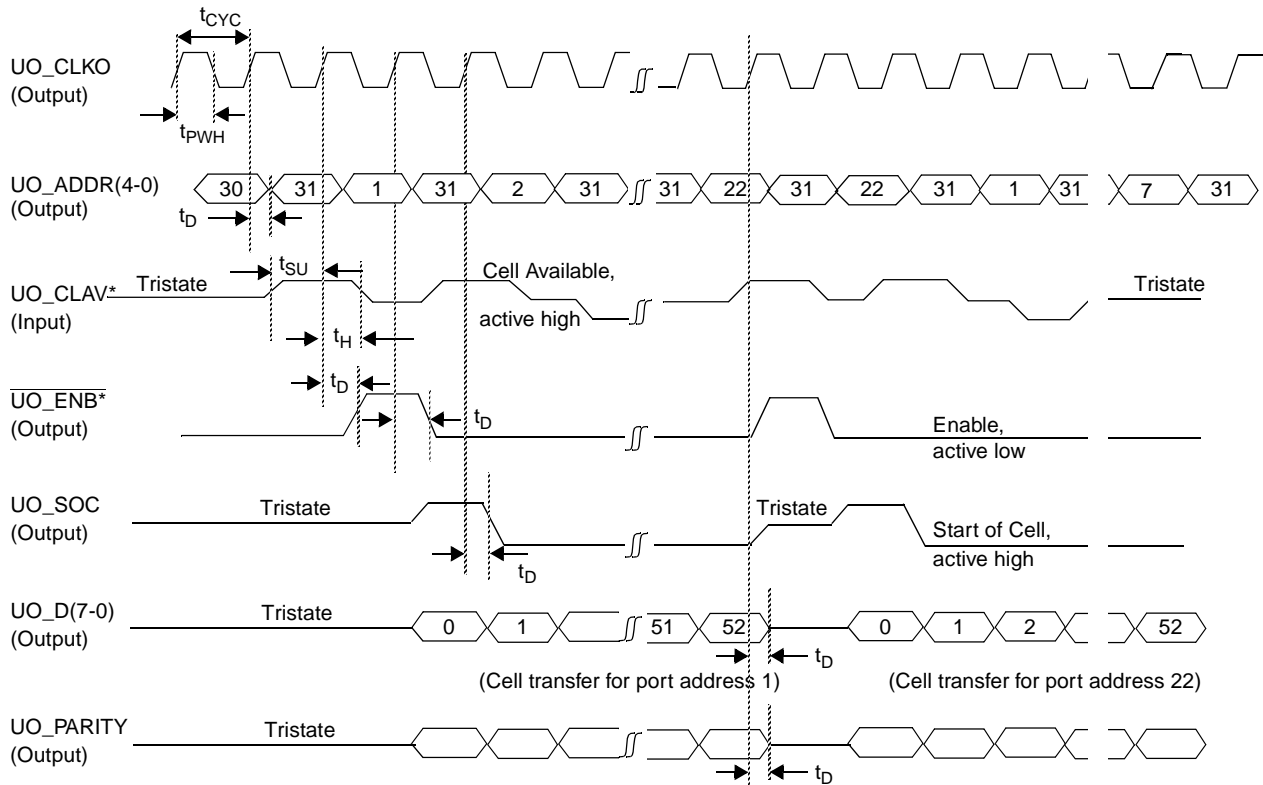 tCYC
UO_CLKO
(Output)
tPWH
UO_ADDR(4-0)
(Output)
30 31 1 31 2 31 31 22 31 22 31 1 31 7 31
tD
tSU
Tristate
Cell Available,
active high
Tristate
UO_CLAV*
(Input)
tH
tD
UO_ENB*
(Output)
tD
Enable,
active low
UO_SOC
(Output)
Tristate
Tristate
Start of Cell,
active high
tD
UO_D(7-0)
(Output)
Tristate
0 1 51 52 0 1 2 52
tD
(Cell transfer for port address 1)
(Cell transfer for port address 22)
UO_PARITY
(Output)
Tristate
tD